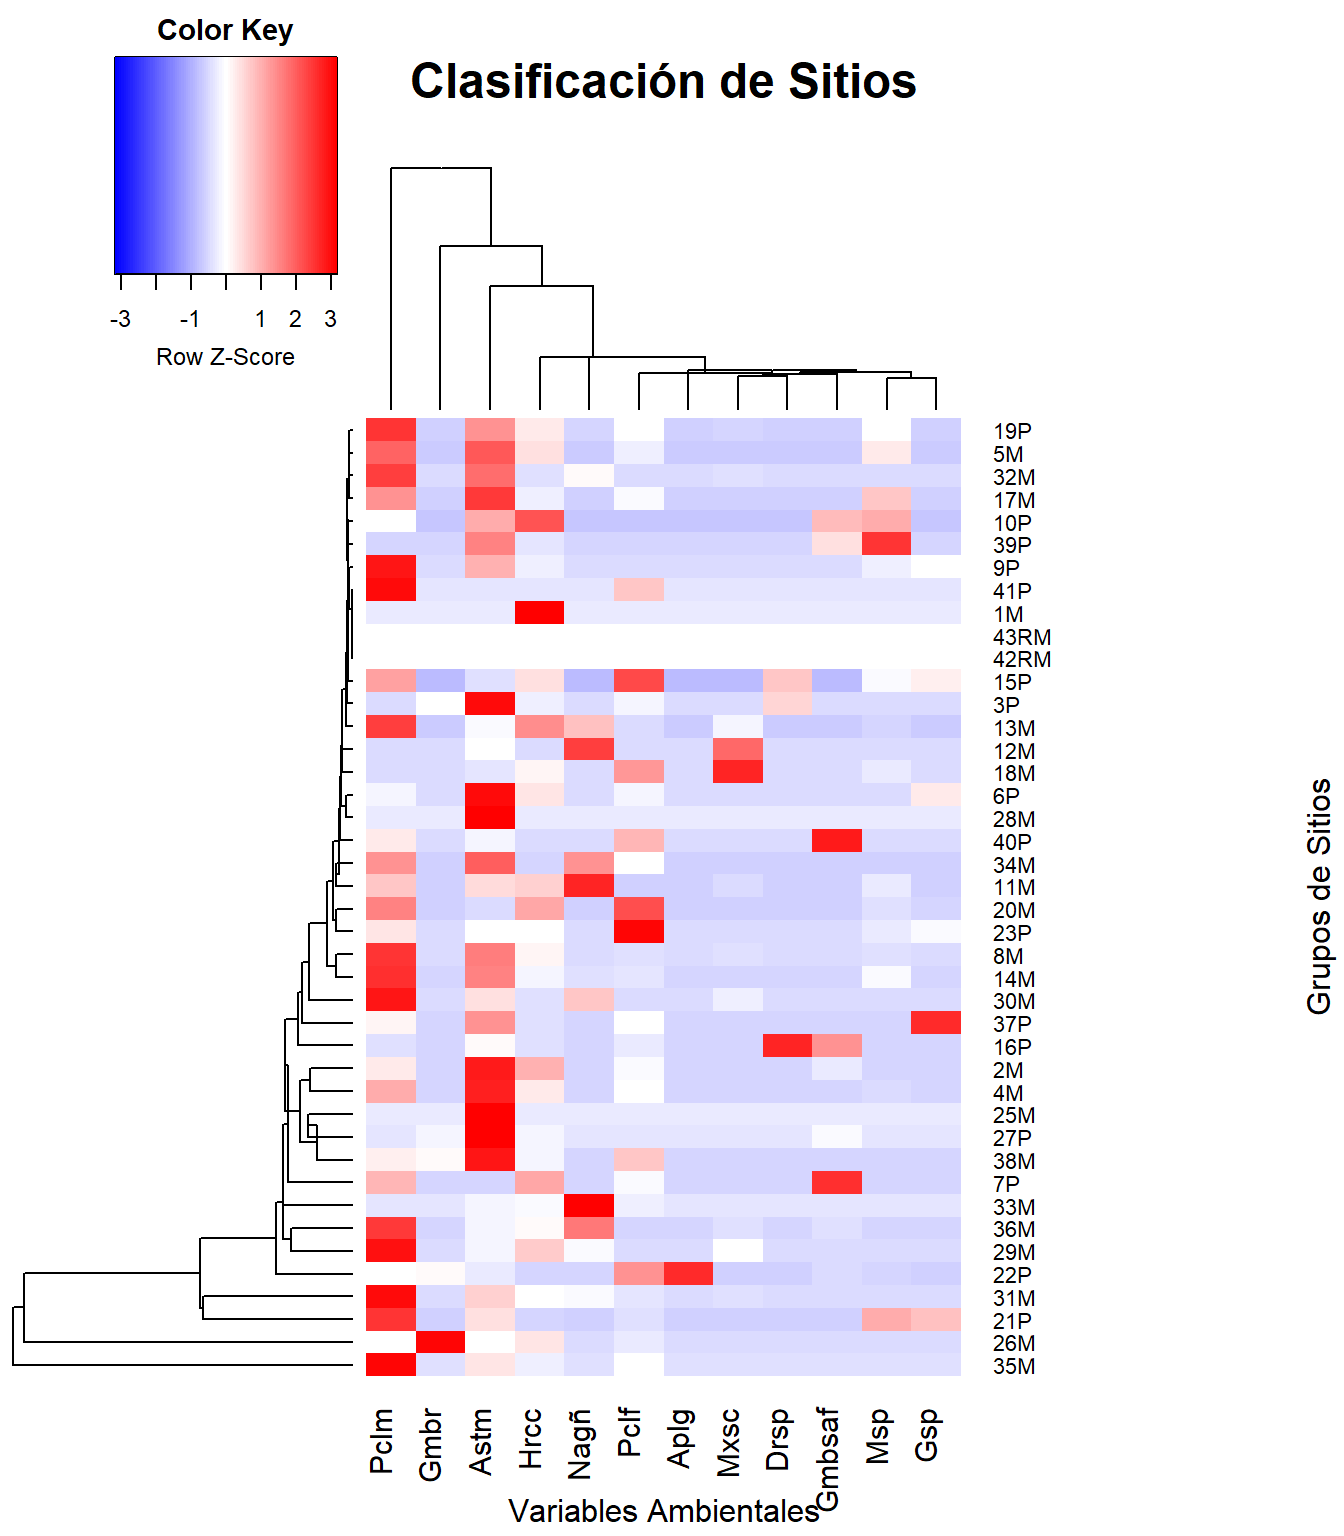 Color Key
Clasificación de Sitios
-3 -1 1 2 3
Row Z-Score
19P
5M
32M
17M
10P
39P
9P
41P
1M
43RM
42RM
15P
3P
13M
12M
18M
6P
28M
40P
34M
11M
20M
23P
8M
14M
30M
37P
16P
2M
4M
25M
27P
38M
7P
33M
36M
29M
22P
31M
21P
26M
35M
Grupos de Sitios
Pclm
Gmbr
Astm
Hrcc
Nagñ
Pclf
Aplg
Mxsc
Drsp
Gmbsaf
Msp
Gsp
Variables Ambientales